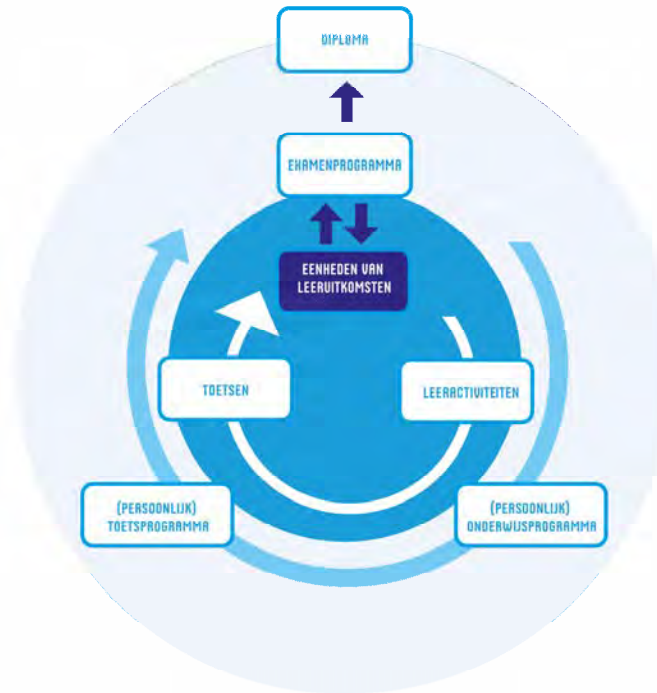 DIPLOMA
EXAMENPROGRAMMA
EENHEDEN VAN
LEERUITKOMSTEN
TOETSEN
LEERACTIVITEITEN
(PERSOONLIJK)
TOETSPROGRAMMA
(PERSOONLIJK)
ONDERWIJSPROGRAMMA